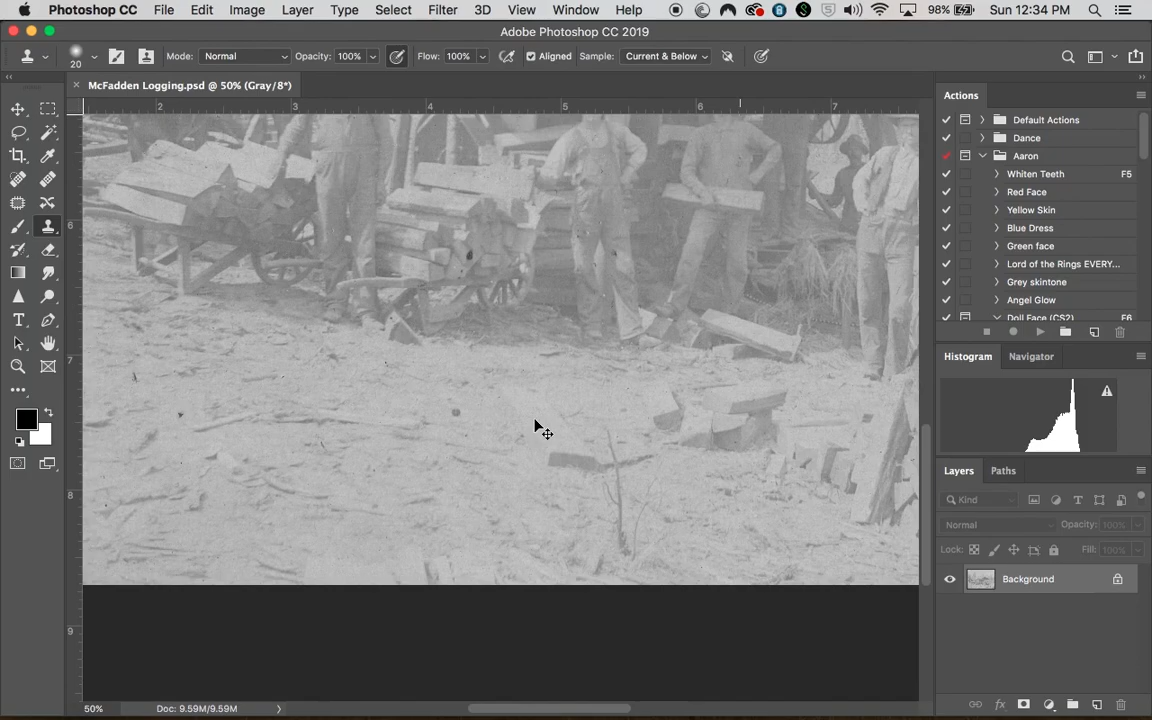 Photoshop CC File Edit Image Layer Type Select Filter 3D View Window Help 98% Sun 12:34 PM
Adobe Photoshop CC 2019
20 Mode: Normal Opacity: 100% Flow: 100% Aligned Sample: Current & Below
McFadden Logging.psd @ 50% (Gray/8*)
Actions
2 3 4 5 6 7
Default Actions
Dance
Aaron
Whiten Teeth F5
Red Face
Yellow Skin
6
Blue Dress
Green face
Lord of the Rings EVERY...
Grey skintone
Angel Glow
Doll Face (CS2) F6
T
7
Histogram Navigator
Layers Paths
8
Kind
Normal Opacity: 100%
Lock: Fill: 100%
Background
9
50% Doc: 9.59M/9.59M
fx